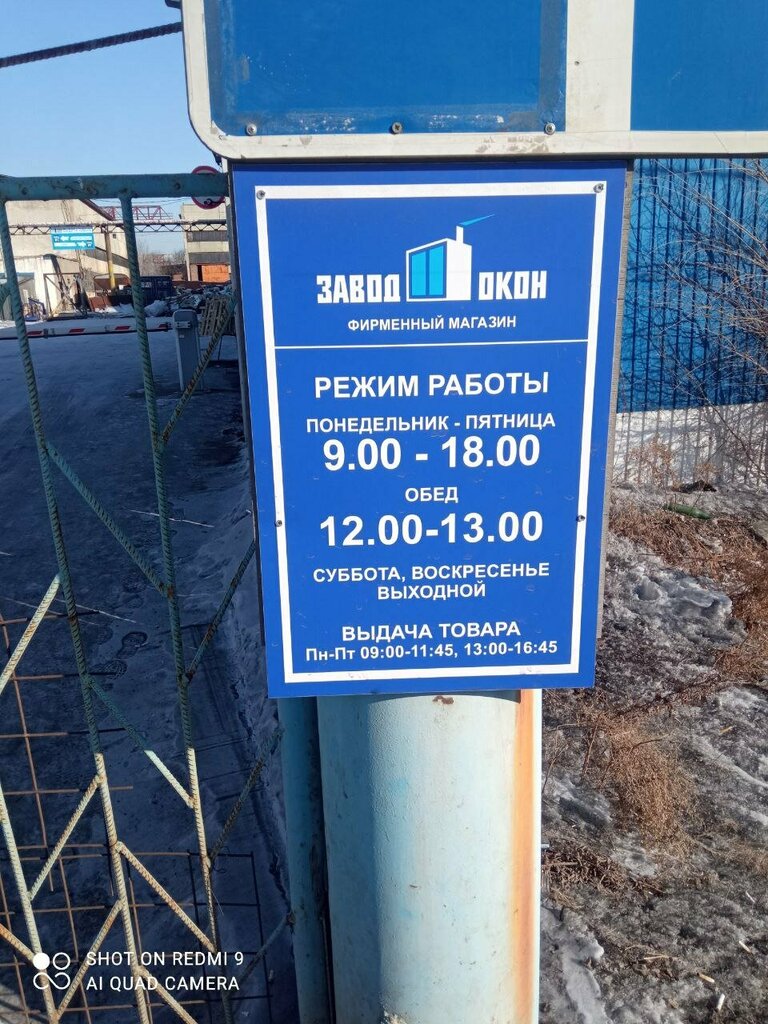 ЗАВОД ОКОН
ФИРМЕННЫЙ МАГАЗИН
РЕЖИМ РАБОТЫ
ПОНЕДЕЛЬНИК - ПЯТНИЦА
9.00 - 18.00
ОБЕД
12.00-13.00
СУББОТА, ВОСКРЕСЕНЬЕ
ВЫХОДНОЙ
ВЫДАЧА ТОВАРА
Пн-Пт 09:00-11:45, 13:00-16:45
SHOT ON REDMI 9
AI QUAD CAMERA